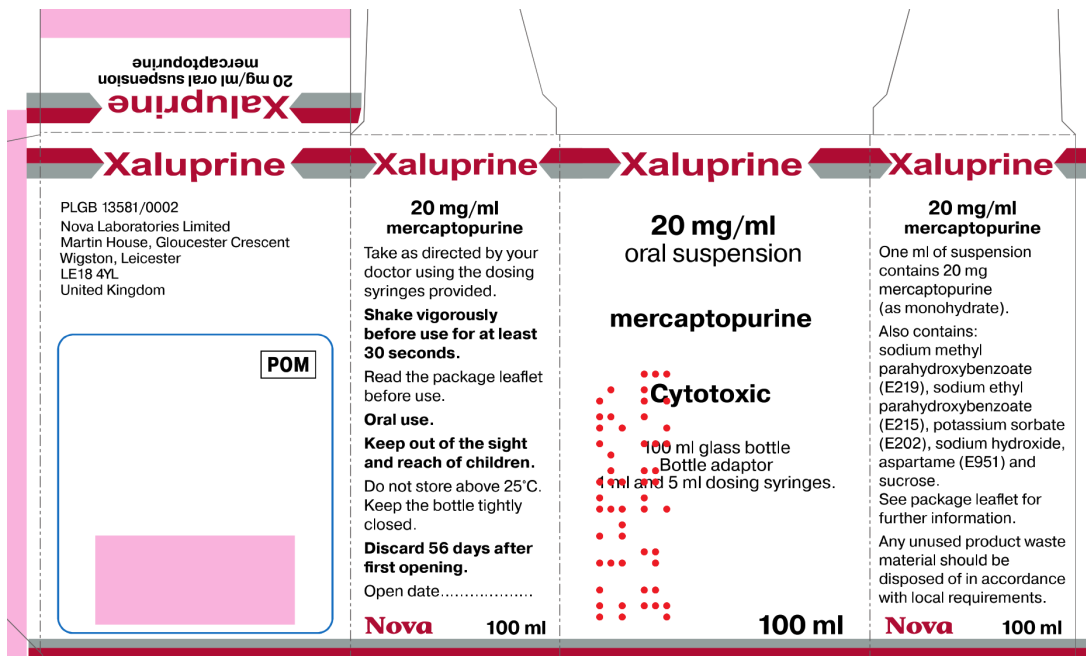 Xaluprine
20 mg/ml oral suspension
mercaptopurine
Xaluprine
PLGB 13581/0002
Nova Laboratories Limited
Martin House, Gloucester Crescent
Wigston, Leicester
LE18 4YL
United Kingdom
POM
Xaluprine
20 mg/ml
mercaptopurine
Take as directed by your
doctor using the dosing
syringes provided.
Shake vigorously
before use for at least
30 seconds.
Read the package leaflet
before use.
Oral use.
Keep out of the sight
and reach of children.
Do not store above 25°C.
Keep the bottle tightly
closed.
Discard 56 days after
first opening.
Open date...................
Nova 100 ml
Xaluprine
20 mg/ml
oral suspension
mercaptopurine
Cytotoxic
100 ml glass bottle
Bottle adaptor
1 ml and 5 ml dosing syringes.
100 ml
Xaluprine
20 mg/ml
mercaptopurine
One ml of suspension
contains 20 mg
mercaptopurine
(as monohydrate).
Also contains:
sodium methyl
parahydroxybenzoate
(E219), sodium ethyl
parahydroxybenzoate
(E215), potassium sorbate
(E202), sodium hydroxide,
aspartame (E951) and
sucrose.
See package leaflet for
further information.
Any unused product waste
material should be
disposed of in accordance
with local requirements.
Nova 100 ml